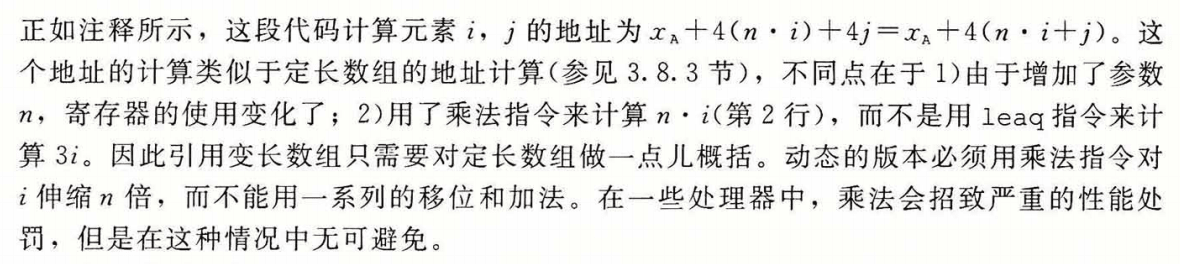 正如注释所示，这段代码计算元素 i，j 的地址为 x_A+4(n·i)+4j=x_A+4(n·i+j)。这
个地址的计算类似于定长数组的地址计算(参见 3.8.3 节)，不同点在于 1)由于增加了参数
n，寄存器的使用变化了；2)用了乘法指令来计算 n·i(第 2 行)，而不是用 leaq 指令来计
算 3i。因此引用变长数组只需要对定长数组做一点儿概括。动态的版本必须用乘法指令对
i 伸缩 n 倍，而不能用一系列的移位和加法。在一些处理器中，乘法会招致严重的性能处
罚，但是在这种情况中无可避免。